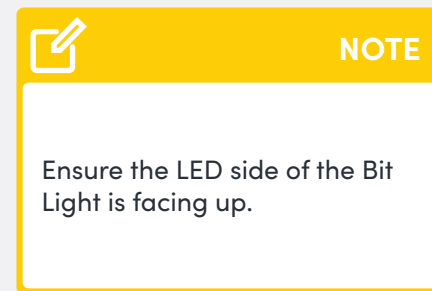 NOTE
Ensure the LED side of the Bit
Light is facing up.